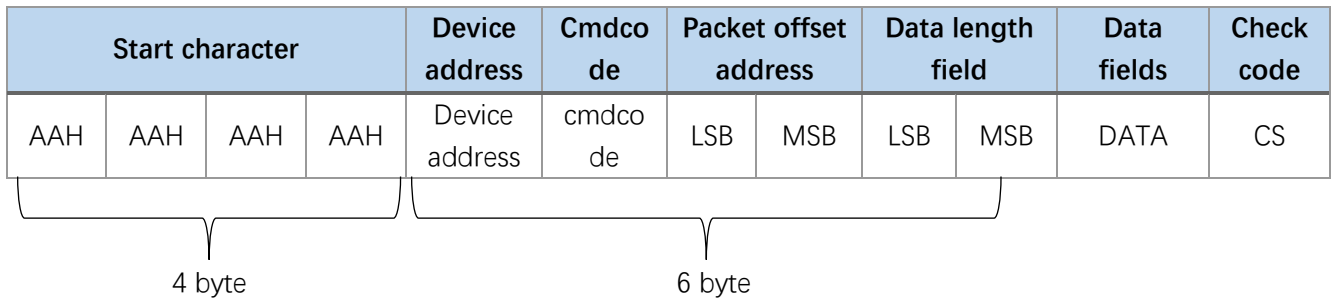 Start character
Device
address
Cmdco
de
Packet offset
address
Data length
field
Data
fields
Check
code
AAH AAH AAH AAH
Device
address
cmdco
de
LSB MSB LSB MSB DATA CS
4 byte
6 byte